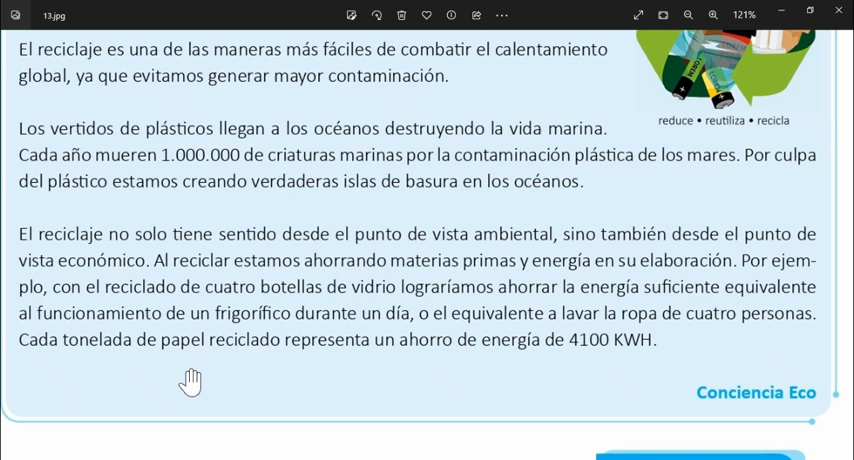 13.jpg
121%
El reciclaje es una de las maneras más fáciles de combatir el calentamiento
global, ya que evitamos generar mayor contaminación.
reduce • reutiliza • recicla
Los vertidos de plásticos llegan a los océanos destruyendo la vida marina.
Cada año mueren 1.000.000 de criaturas marinas por la contaminación plástica de los mares. Por culpa
del plástico estamos creando verdaderas islas de basura en los océanos.
El reciclaje no solo tiene sentido desde el punto de vista ambiental, sino también desde el punto de
vista económico. Al reciclar estamos ahorrando materias primas y energía en su elaboración. Por ejem-
plo, con el reciclado de cuatro botellas de vidrio lograríamos ahorrar la energía suficiente equivalente
al funcionamiento de un frigorífico durante un día, o el equivalente a lavar la ropa de cuatro personas.
Cada tonelada de papel reciclado representa un ahorro de energía de 4100 KWH.
Conciencia Eco